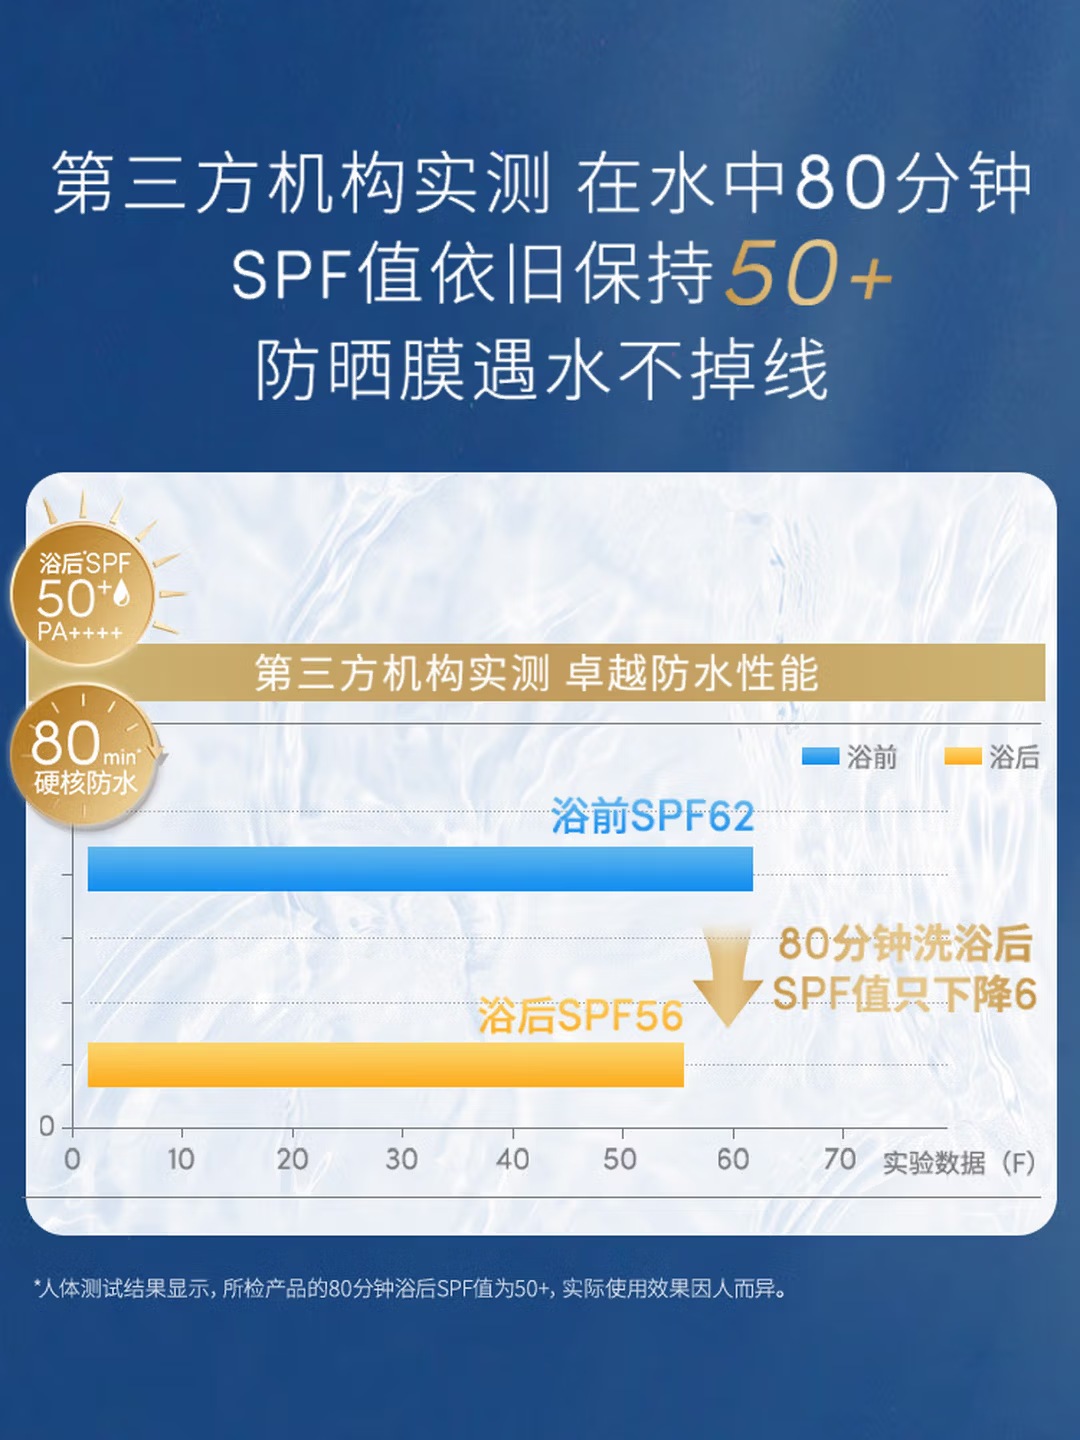 第三方机构实测 在水中80分钟
SPF值依旧保持50+
防晒膜遇水不掉线
浴后*SPF
50+
PA++++
第三方机构实测 卓越防水性能
80min*
硬核防水
浴前
浴后
浴前SPF62
80分钟洗浴后
SPF值只下降6
浴后SPF56
0
0 10 20 30 40 50 60 70 实验数据（F）
*人体测试结果显示，所检产品的80分钟浴后SPF值为50+，实际使用效果因人而异。